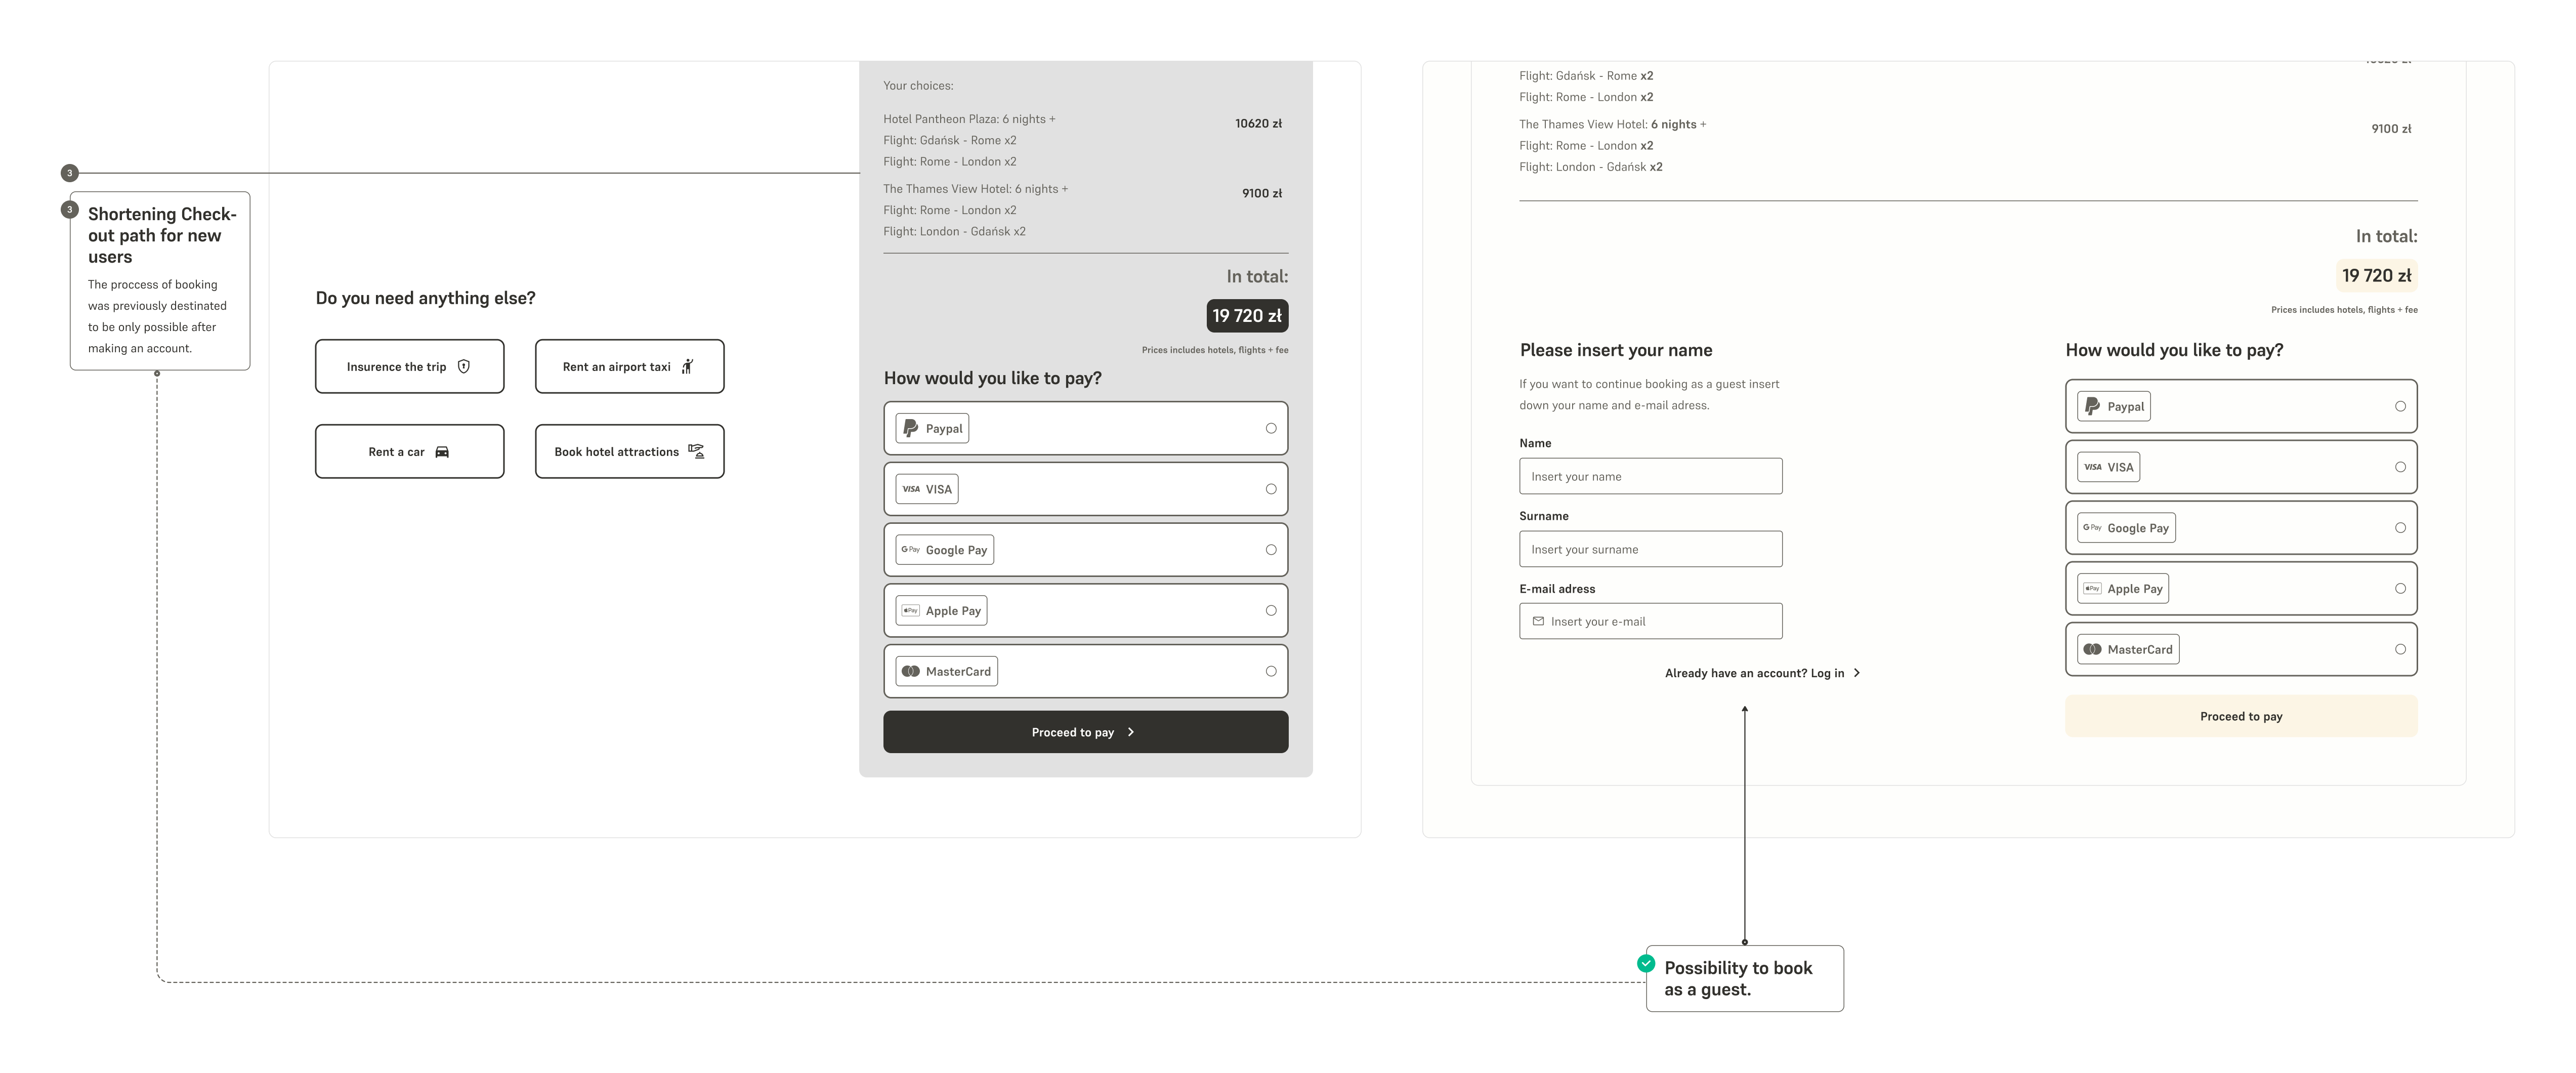 3
3
Shortening Check-
out path for new
users
The proccess of booking
was previously destinated
to be only possible after
making an account.
Do you need anything else?
Insurence the trip
Rent an airport taxi
Rent a car
Book hotel attractions
Your choices:
Hotel Pantheon Plaza: 6 nights +
10620 zł
Flight: Gdańsk - Rome x2
Flight: Rome - London x2
The Thames View Hotel: 6 nights +
9100 zł
Flight: Rome - London x2
Flight: London - Gdańsk x2
In total:
19 720 zł
Prices includes hotels, flights + fee
How would you like to pay?
Paypal
VISA VISA
G Pay Google Pay
Pay Apple Pay
MasterCard
Proceed to pay
Flight: Gdańsk - Rome x2
Flight: Rome - London x2
The Thames View Hotel: 6 nights +
9100 zł
Flight: Rome - London x2
Flight: London - Gdańsk x2
In total:
19 720 zł
Prices includes hotels, flights + fee
Please insert your name
If you want to continue booking as a guest insert
down your name and e-mail adress.
Name
Insert your name
Surname
Insert your surname
E-mail adress
Insert your e-mail
Already have an account? Log in
How would you like to pay?
Paypal
VISA VISA
G Pay Google Pay
Pay Apple Pay
MasterCard
Proceed to pay
Possibility to book
as a guest.